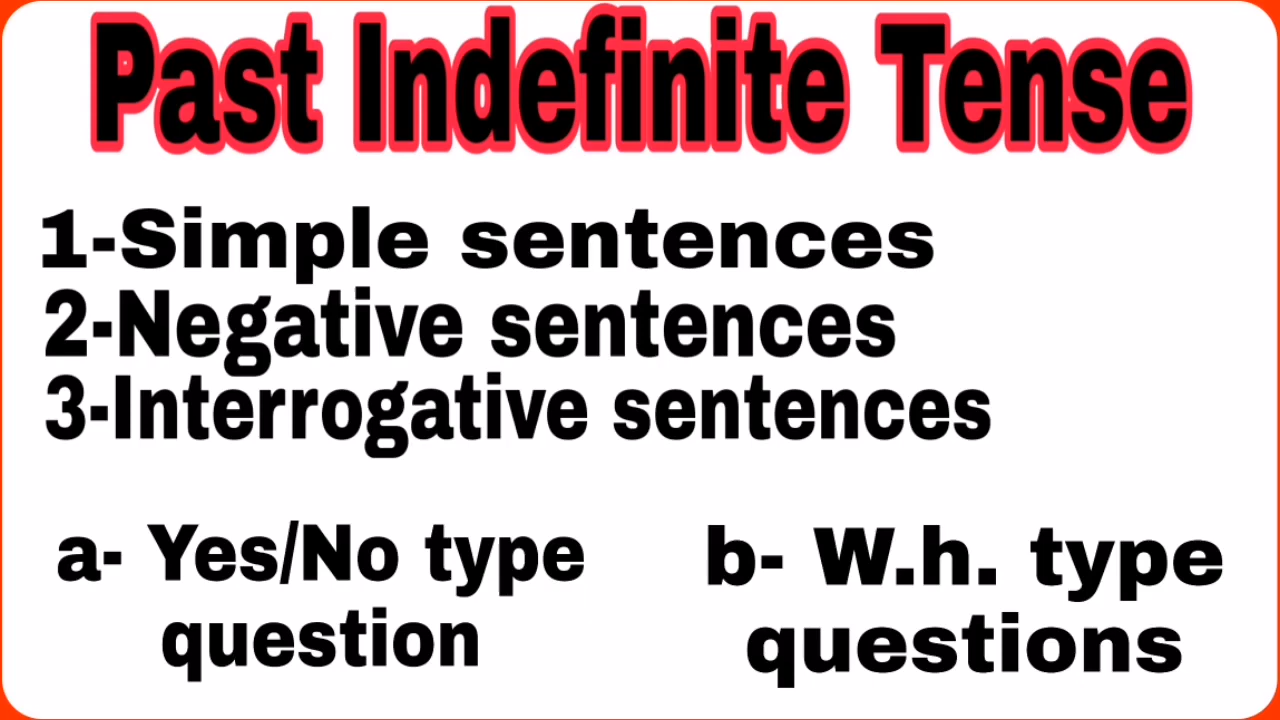 Past Indefinite Tense
1-Simple sentences
2-Negative sentences
3-Interrogative sentences
a- Yes/No type
question
b- W.h. type
questions